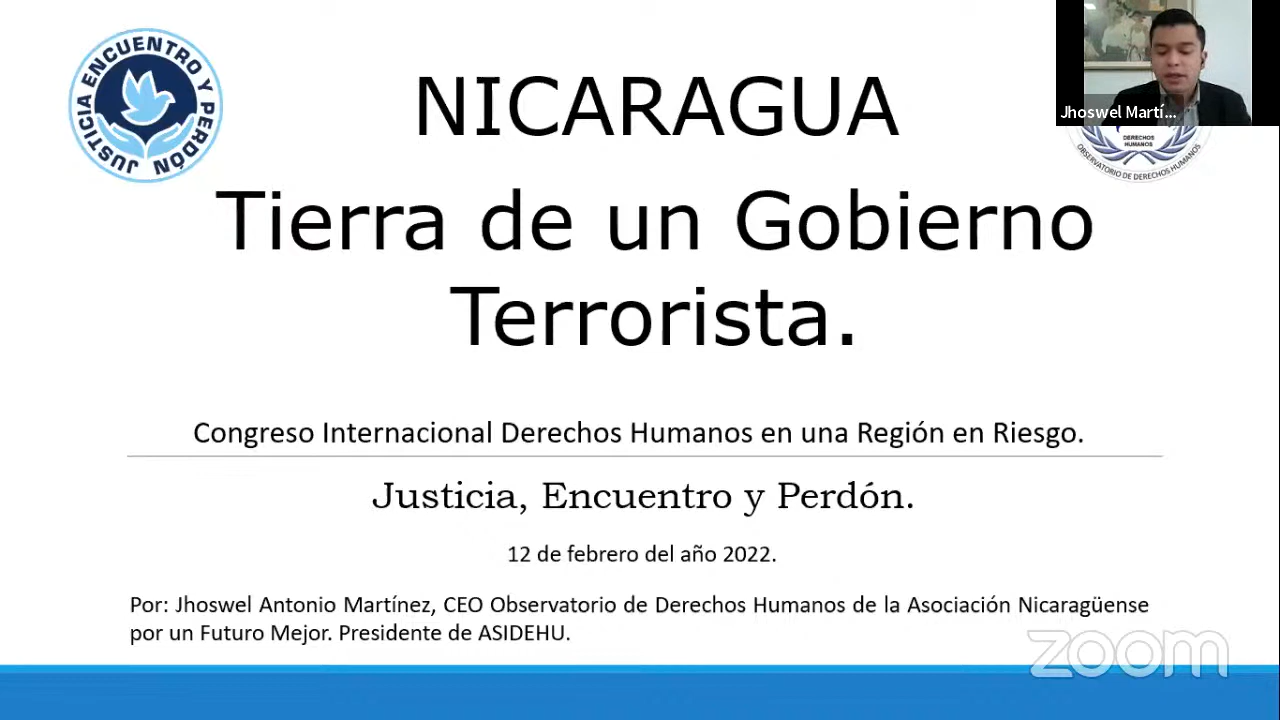 JUSTICIA ENCUENTRO Y PERDÓN
NICARAGUA
Jhoswel Martí...
DERECHOS
HUMANOS
OBSERVATORIO DE DERECHOS HUMANOS
Tierra de un Gobierno
Terrorista.
Congreso Internacional Derechos Humanos en una Región en Riesgo.
Justicia, Encuentro y Perdón.
12 de febrero del año 2022.
Por: Jhoswel Antonio Martínez, CEO Observatorio de Derechos Humanos de la Asociación Nicaragüense
por un Futuro Mejor. Presidente de ASIDEHU.
zoom